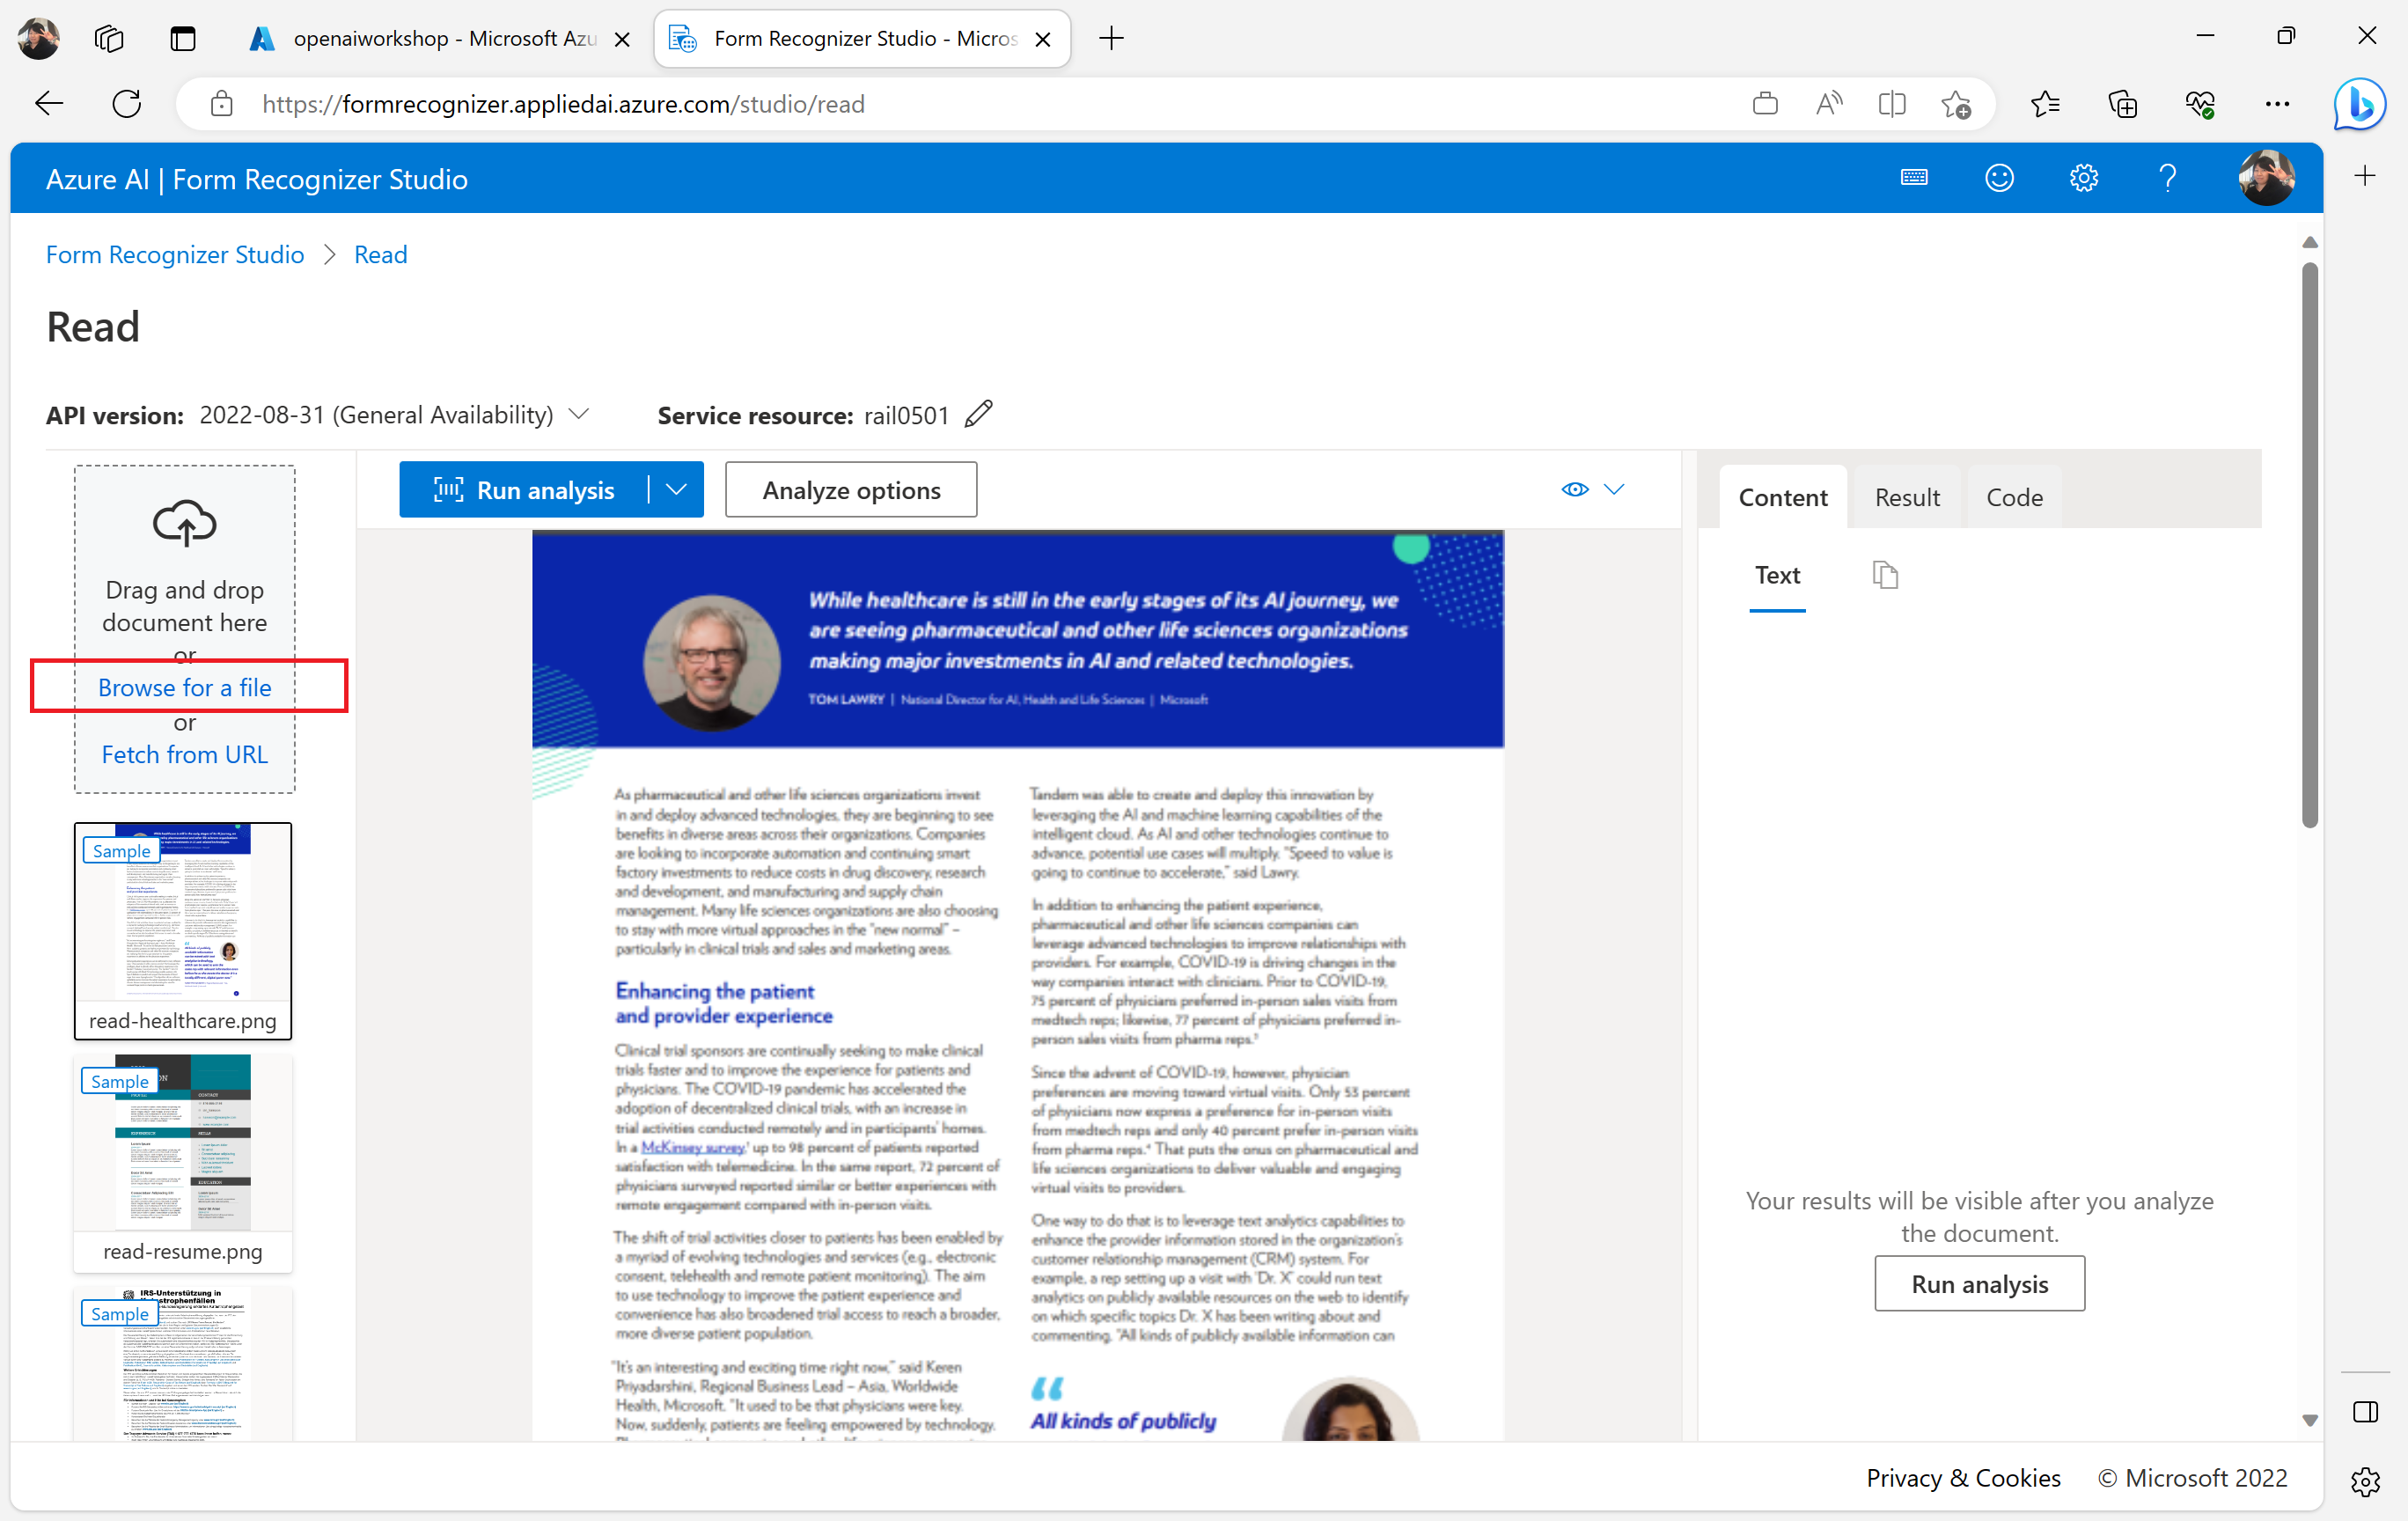 openaiworkshop - Microsoft Azu
Form Recognizer Studio - Micros
https://formrecognizer.appliedai.azure.com/studio/read
Azure AI | Form Recognizer Studio
Form Recognizer Studio > Read
Read
API version: 2022-08-31 (General Availability)
Service resource: rail0501
Drag and drop
document here
or
Browse for a file
or
Fetch from URL
Sample
read-healthcare.png
Sample
read-resume.png
Sample
IRS-Unterstützung in
Run analysis
Analyze options
While healthcare is still in the early stages of its AI journey, we
are seeing pharmaceutical and other life sciences organizations
making major investments in AI and related technologies.
TOM LAWRY | National Director for AI, Health and Life Sciences | Microsoft
As pharmaceutical and other life sciences organizations invest
in and deploy advanced technologies, they are beginning to see
benefits in diverse areas across their organizations. Companies
are looking to incorporate automation and continuing smart
factory investments to reduce costs in drug discovery, research
and development, and manufacturing and supply chain
management. Many life sciences organizations are also choosing
to stay with more virtual approaches in the "new normal" –
particularly in clinical trials and sales and marketing areas.
Enhancing the patient
and provider experience
Clinical trial sponsors are continually seeking to make clinical
trials faster and to improve the experience for patients and
physicians. The COVID-19 pandemic has accelerated the
adoption of decentralized clinical trials, with an increase in
trial activities conducted remotely and in participants' homes.
In a McKinsey survey,¹ up to 98 percent of patients reported
satisfaction with telemedicine. In the same report, 72 percent of
physicians surveyed reported similar or better experiences with
remote engagement compared with in-person visits.
The shift of trial activities closer to patients has been enabled by
a myriad of evolving technologies and services (e.g., electronic
consent, telehealth and remote patient monitoring). The aim
to use technology to improve the patient experience and
convenience has also broadened trial access to reach a broader,
more diverse patient population.
"It's an interesting and exciting time right now," said Keren
Priyadarshini, Regional Business Lead – Asia, Worldwide
Health, Microsoft. "It used to be that physicians were key.
Now, suddenly, patients are feeling empowered by technology.
Tandem was able to create and deploy this innovation by
leveraging the AI and machine learning capabilities of the
intelligent cloud. As AI and other technologies continue to
advance, potential use cases will multiply. "Speed to value is
going to continue to accelerate," said Lawry.
In addition to enhancing the patient experience,
pharmaceutical and other life sciences companies can
leverage advanced technologies to improve relationships with
providers. For example, COVID-19 is driving changes in the
way companies interact with clinicians. Prior to COVID-19,
75 percent of physicians preferred in-person sales visits from
medtech reps; likewise, 77 percent of physicians preferred in-
person sales visits from pharma reps.³
Since the advent of COVID-19, however, physician
preferences are moving toward virtual visits. Only 53 percent
of physicians now express a preference for in-person visits
from medtech reps and only 40 percent prefer in-person visits
from pharma reps.⁴ That puts the onus on pharmaceutical and
life sciences organizations to deliver valuable and engaging
virtual visits to providers.
One way to do that is to leverage text analytics capabilities to
enhance the provider information stored in the organization's
customer relationship management (CRM) system. For
example, a rep setting up a visit with 'Dr. X' could run text
analytics on publicly available resources on the web to identify
on which specific topics Dr. X has been writing about and
commenting. "All kinds of publicly available information can
“
All kinds of publicly
Content
Result
Code
Text
Your results will be visible after you analyze
the document.
Run analysis
Privacy & Cookies
© Microsoft 2022